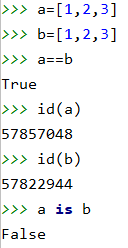 >>> a=[1,2,3]
>>> b=[1,2,3]
>>> a==b
True
>>> id(a)
57857048
>>> id(b)
57822944
>>> a is b
False